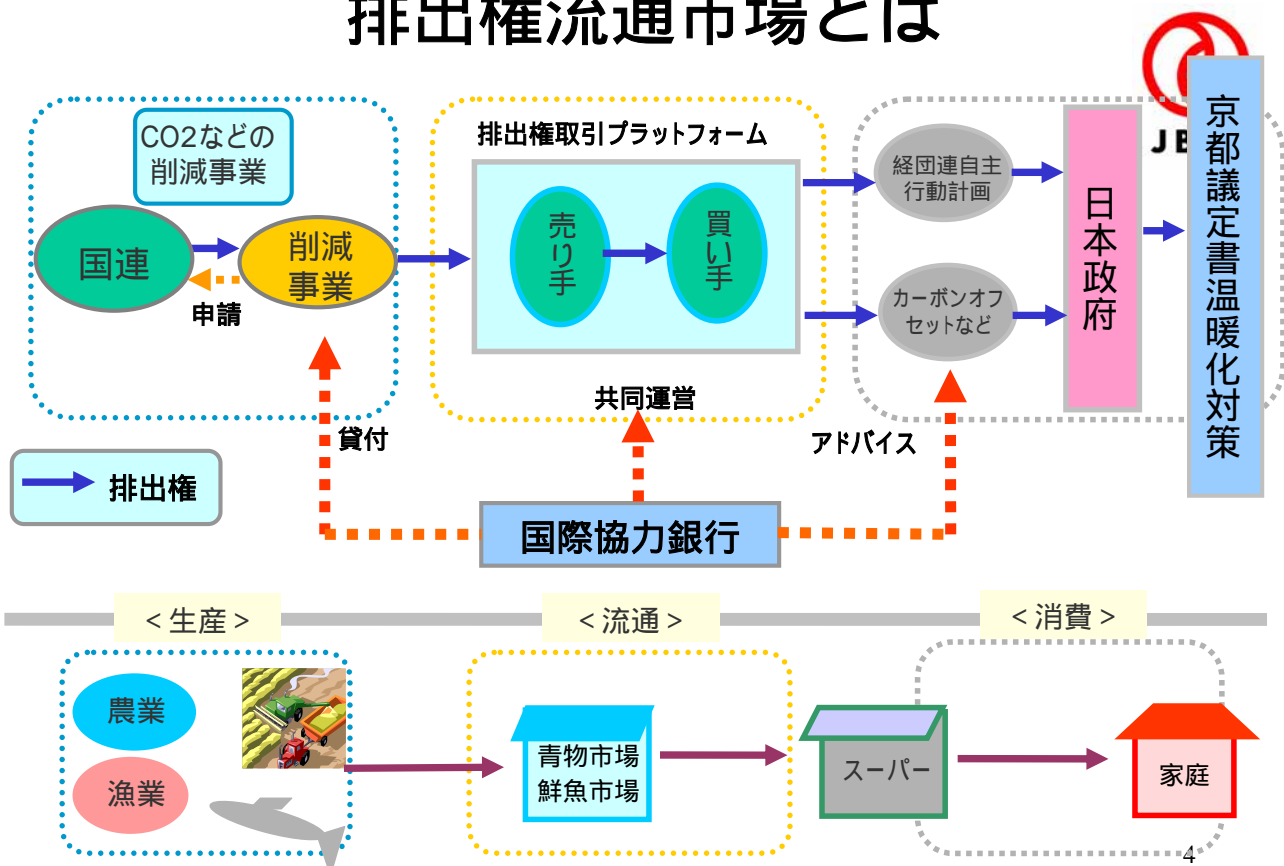 排出権流通市場とは
CO2などの
削減事業
国連
削減
事業
申請
排出権取引プラットフォーム
売り手
買い手
共同運営
経団連自主
行動計画
カーボンオフ
セットなど
日本政府
京都議定書温暖化対策
貸付
アドバイス
排出権
国際協力銀行
＜生産＞
＜流通＞
＜消費＞
農業
漁業
青物市場
鮮魚市場
スーパー
家庭
4